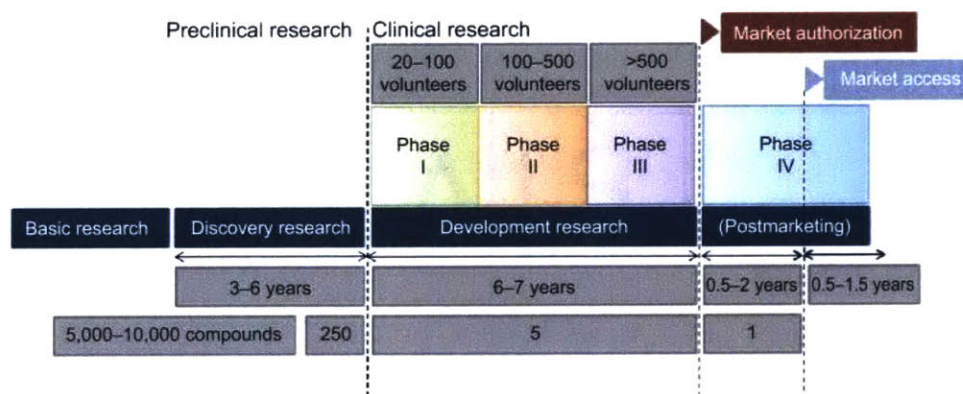 Preclinical research
Clinical research
Market authorization
20–100
volunteers
100–500
volunteers
>500
volunteers
Market access
Phase
I
Phase
II
Phase
III
Phase
IV
Basic research
Discovery research
Development research
(Postmarketing)
3–6 years
6–7 years
0.5–2 years
0.5–1.5 years
5,000–10,000 compounds
250
5
1